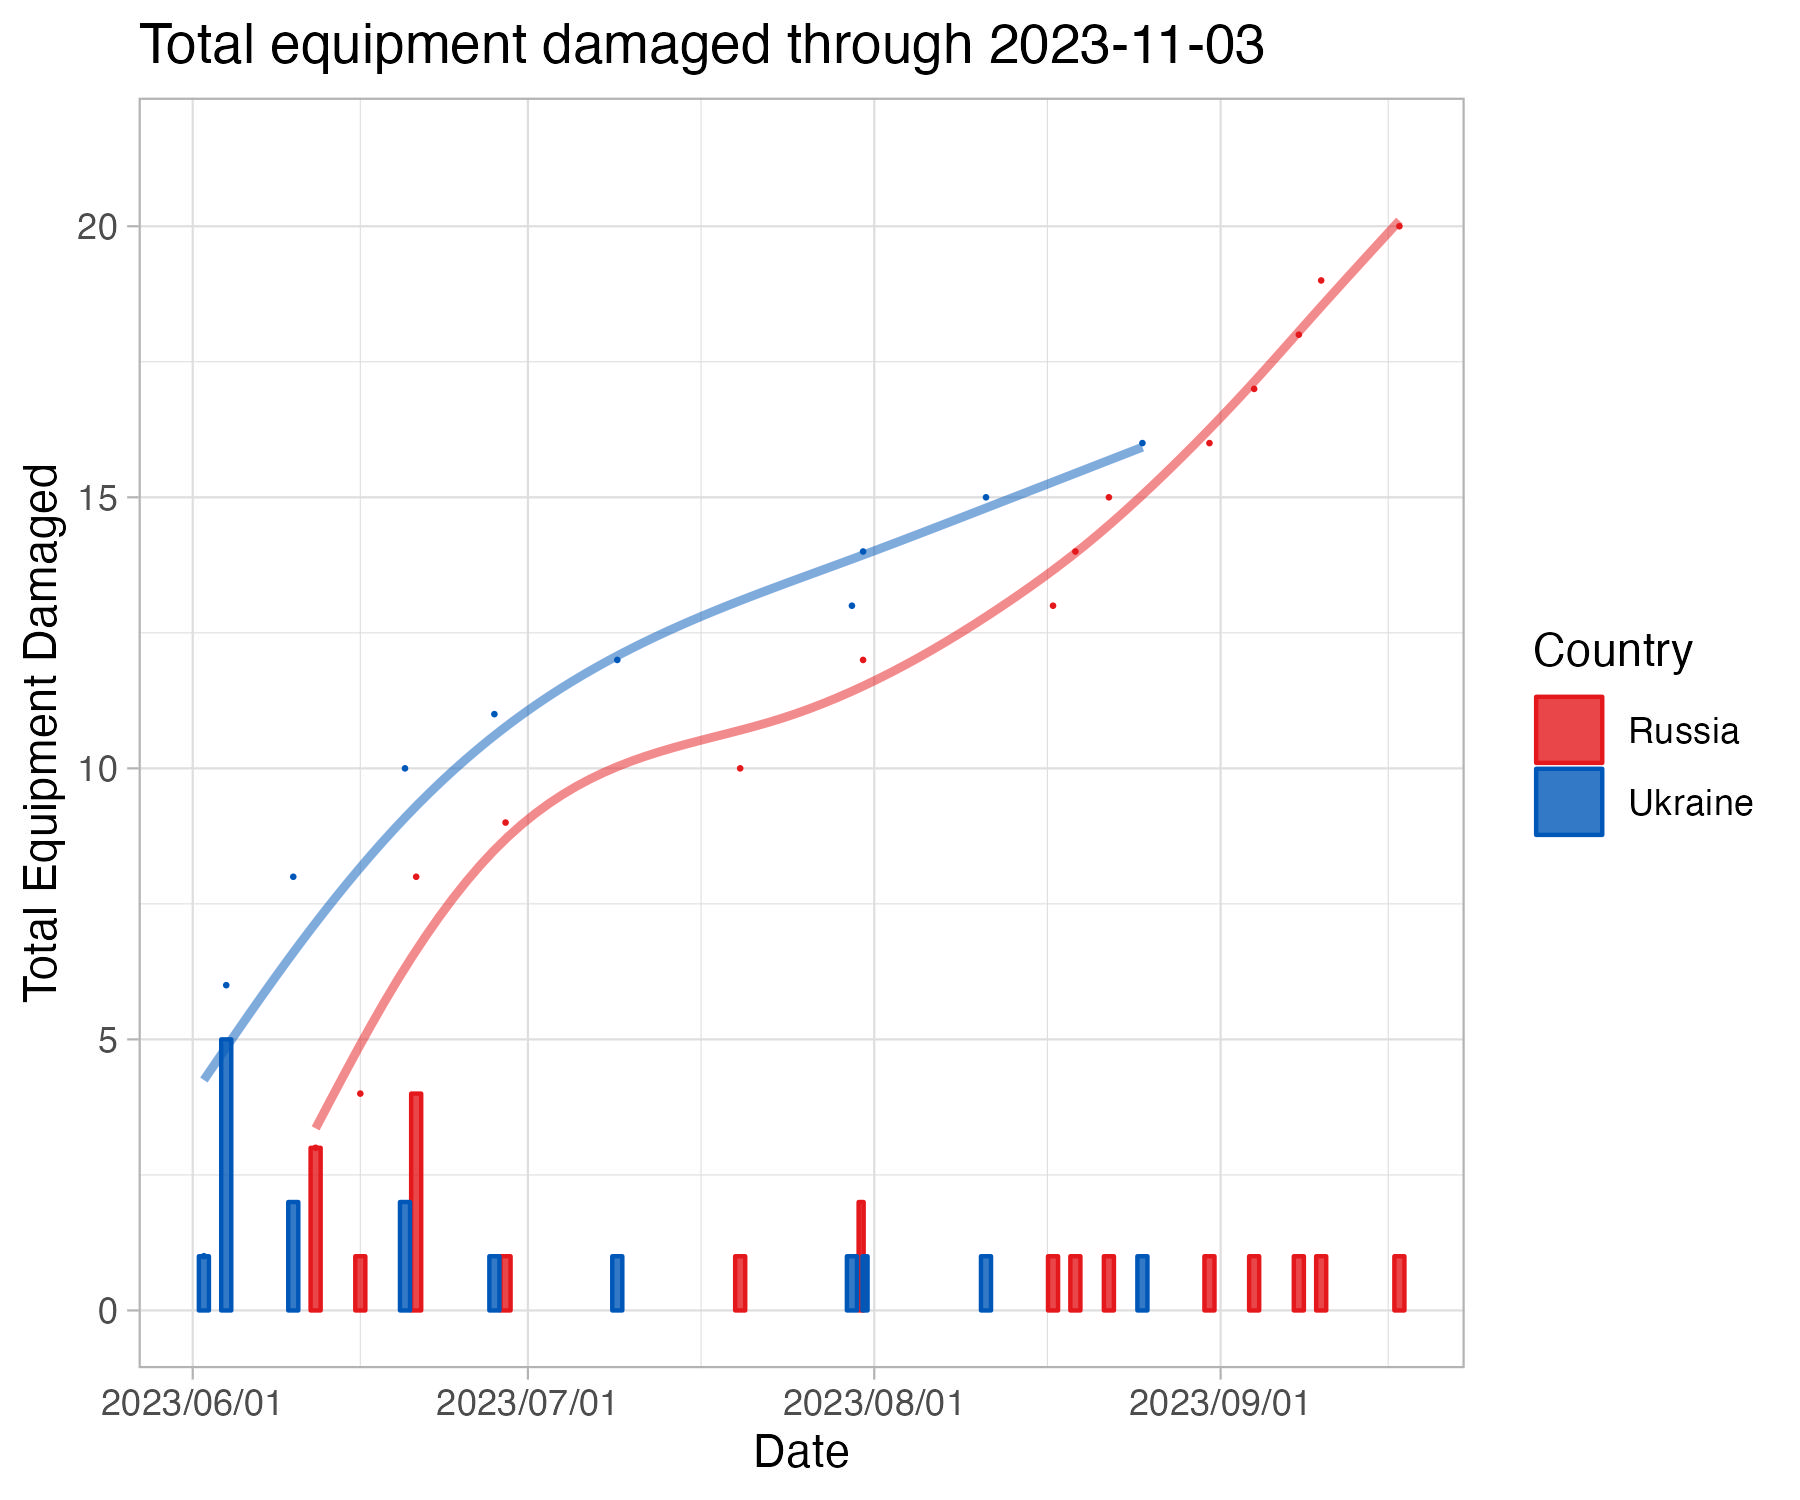 Total equipment damaged through 2023-11-03
Total Equipment Damaged
20
15
10
5
0
2023/06/01 2023/07/01 2023/08/01 2023/09/01
Date
Country
Russia
Ukraine